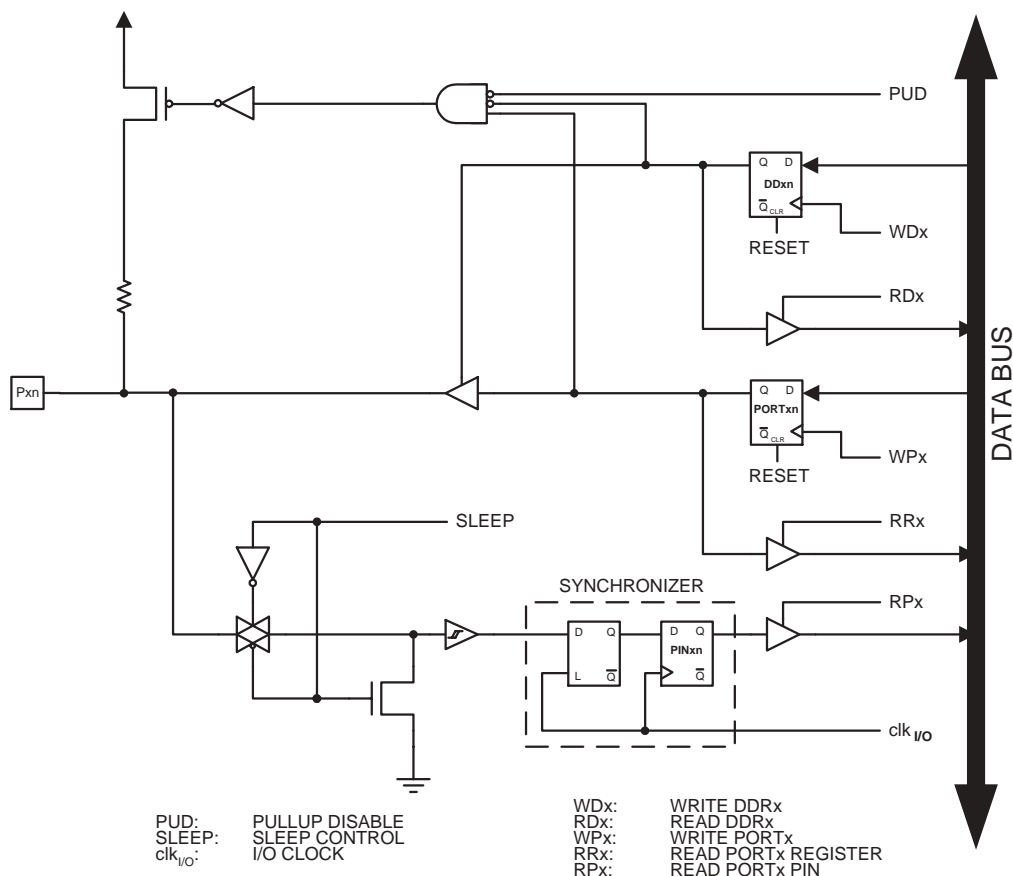 PUD
Q D
DDxn
Q CLR
WDx
RESET
RDx
DATA BUS
Pxn
Q D
PORTxn
Q CLR
WPx
RESET
SLEEP
RRx
SYNCHRONIZER
RPx
D Q
L Q
D Q
PINxn
Q
clk I/O
PUD: PULLUP DISABLE
SLEEP: SLEEP CONTROL
clkI/O: I/O CLOCK
WDx: WRITE DDRx
RDx: READ DDRx
WPx: WRITE PORTx
RRx: READ PORTx REGISTER
RPx: READ PORTx PIN